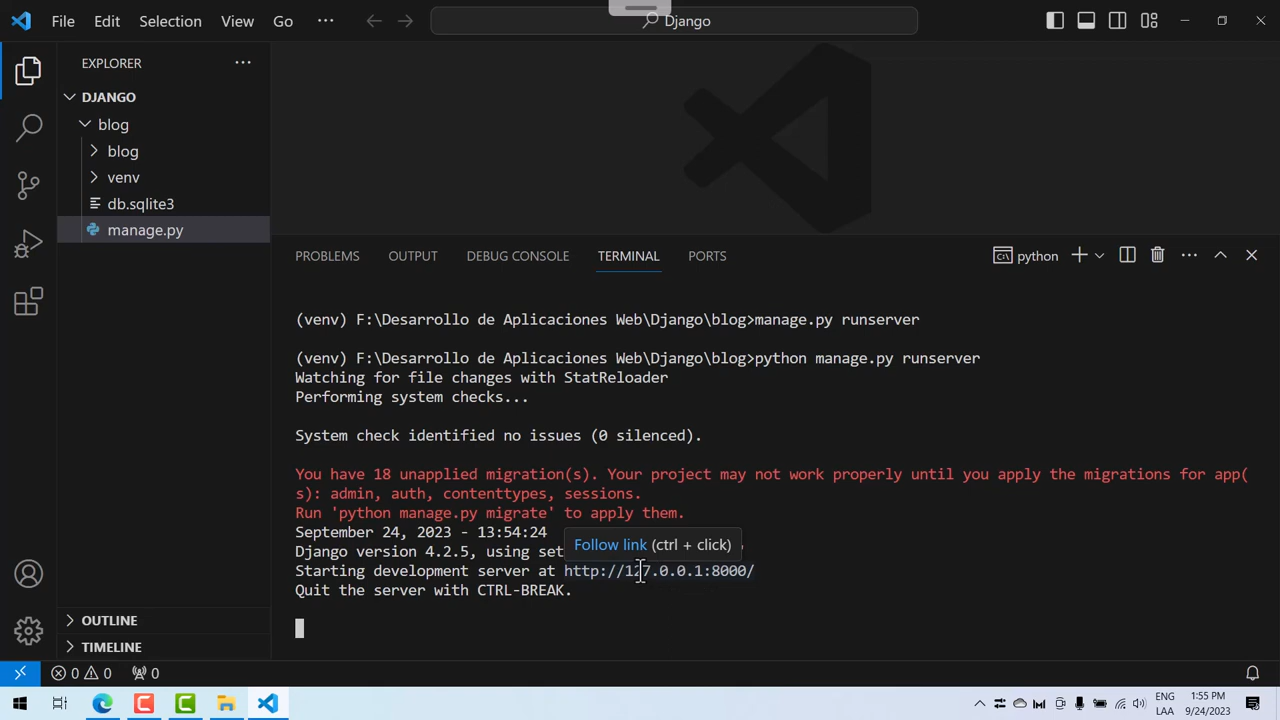 File Edit Selection View Go ··· Django
EXPLORER ···
DJANGO
blog
blog
venv
db.sqlite3
manage.py
PROBLEMS OUTPUT DEBUG CONSOLE TERMINAL PORTS python ···
(venv) F:\Desarrollo de Aplicaciones Web\Django\blog>manage.py runserver
(venv) F:\Desarrollo de Aplicaciones Web\Django\blog>python manage.py runserver
Watching for file changes with StatReloader
Performing system checks...
System check identified no issues (0 silenced).
You have 18 unapplied migration(s). Your project may not work properly until you apply the migrations for app(
s): admin, auth, contenttypes, sessions.
Run 'python manage.py migrate' to apply them.
September 24, 2023 - 13:54:24
Django version 4.2.5, using set
Follow link (ctrl + click)
Starting development server at http://127.0.0.1:8000/
Quit the server with CTRL-BREAK.
OUTLINE
TIMELINE
0 0 0
ENG 1:55 PM
LAA 9/24/2023